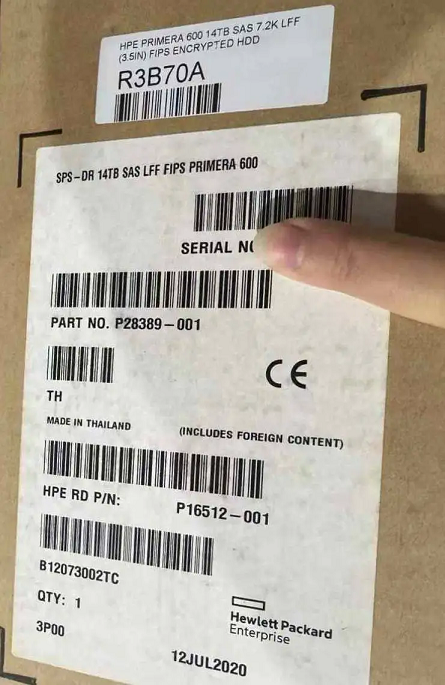 HPE PRIMERA 600 14TB SAS 7.2K LFF
(3.5IN) FIPS ENCRYPTED HDD
R3B70A
SPS-DR 14TB SAS LFF FIPS PRIMERA 600
SERIAL
PART NO. P28389-001
CE
TH
MADE IN THAILAND (INCLUDES FOREIGN CONTENT)
HPE RD P/N: P16512-001
B12073002TC
QTY: 1
Hewlett Packard
Enterprise
3P00
12JUL2020